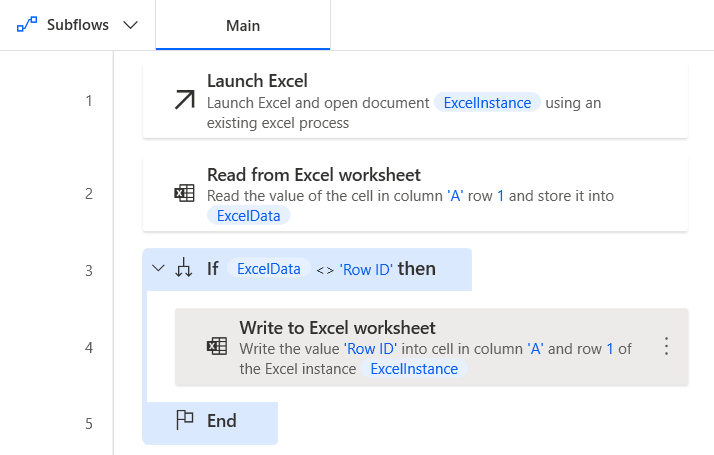 Subflows
Main
1
Launch Excel
Launch Excel and open document ExcelInstance using an
existing excel process
2
Read from Excel worksheet
Read the value of the cell in column 'A' row 1 and store it into
ExcelData
3
If ExcelData <> 'Row ID' then
4
Write to Excel worksheet
Write the value 'Row ID' into cell in column 'A' and row 1 of
the Excel instance ExcelInstance
5
End